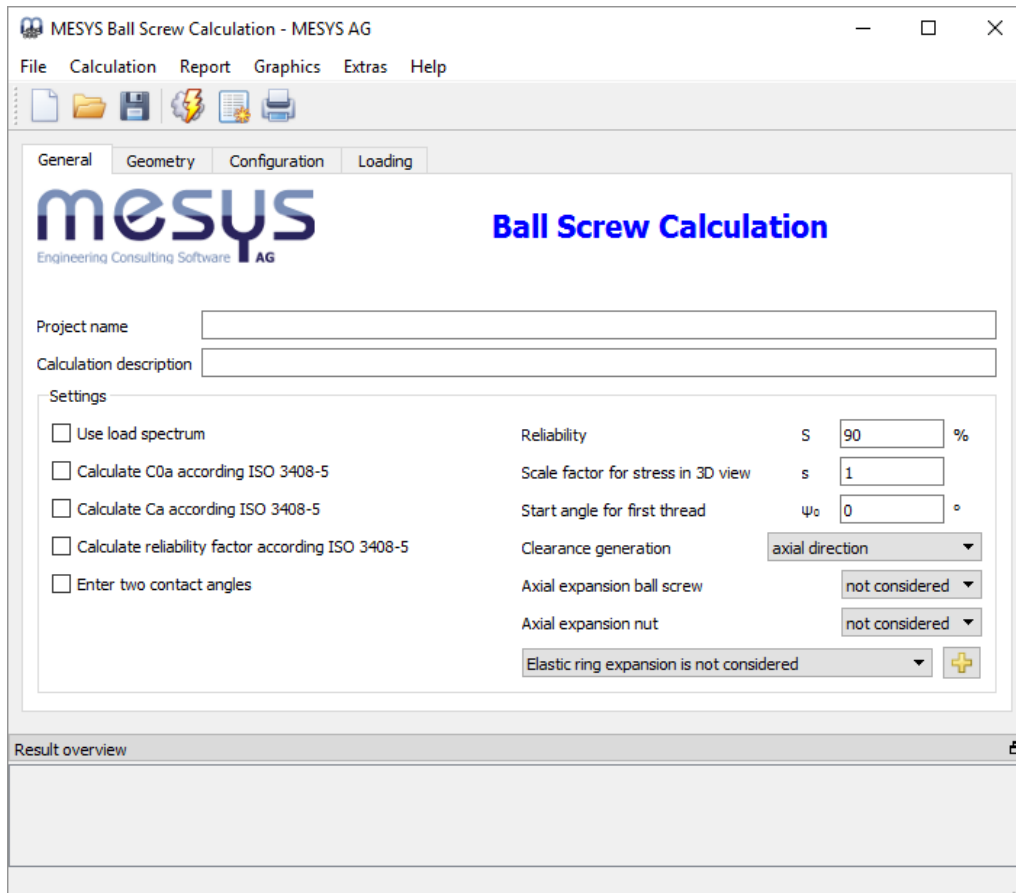 MESYS Ball Screw Calculation - MESYS AG
File Calculation Report Graphics Extras Help
General Geometry Configuration Loading
mesys
Engineering Consulting Software AG
Ball Screw Calculation
Project name
Calculation description
Settings
Use load spectrum
Calculate C0a according ISO 3408-5
Calculate Ca according ISO 3408-5
Calculate reliability factor according ISO 3408-5
Enter two contact angles
Reliability S 90 %
Scale factor for stress in 3D view s 1
Start angle for first thread ψ₀ 0 °
Clearance generation axial direction
Axial expansion ball screw not considered
Axial expansion nut not considered
Elastic ring expansion is not considered
Result overview